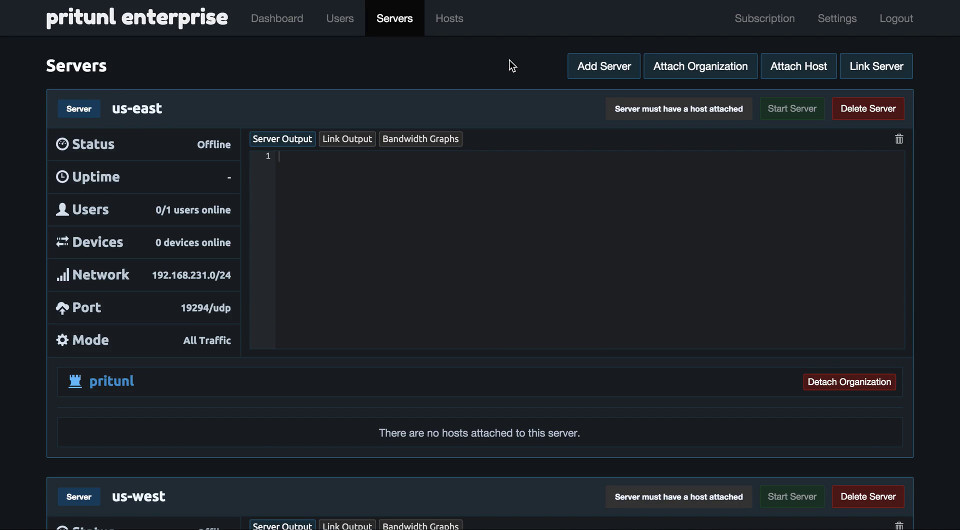 pritunl enterprise Dashboard Users Servers Hosts Subscription Settings Logout
Servers Add Server Attach Organization Attach Host Link Server
Server us-east Server must have a host attached Start Server Delete Server
Status Offline
Server Output Link Output Bandwidth Graphs
1
Uptime -
Users 0/1 users online
Devices 0 devices online
Network 192.168.231.0/24
Port 19294/udp
Mode All Traffic
pritunl Detach Organization
There are no hosts attached to this server.
Server us-west Server must have a host attached Start Server Delete Server
Status Offline
Server Output Link Output Bandwidth Graphs